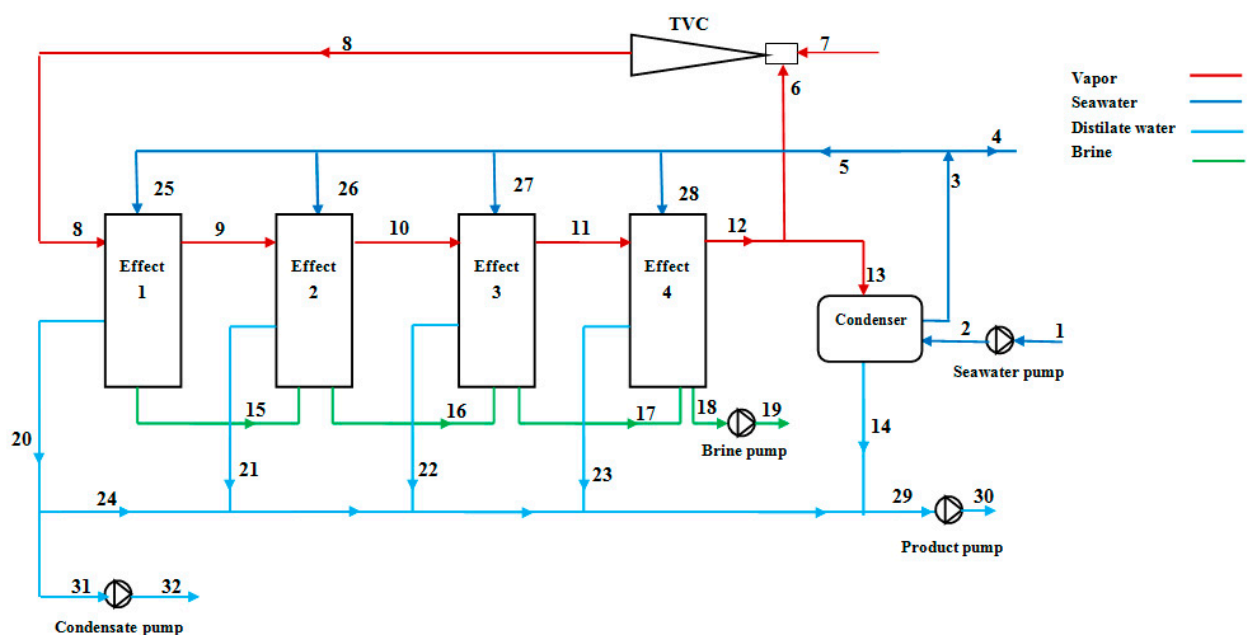 TVC
8
7
6
Vapor
Seawater
Distilate water
Brine
4
5
3
25
26
27
28
8
9
10
11
12
13
Effect
1
Effect
2
Effect
3
Effect
4
Condenser
2
1
Seawater pump
15
16
17
18
19
Brine pump
14
20
21
22
23
24
29
30
Product pump
31
32
Condensate pump